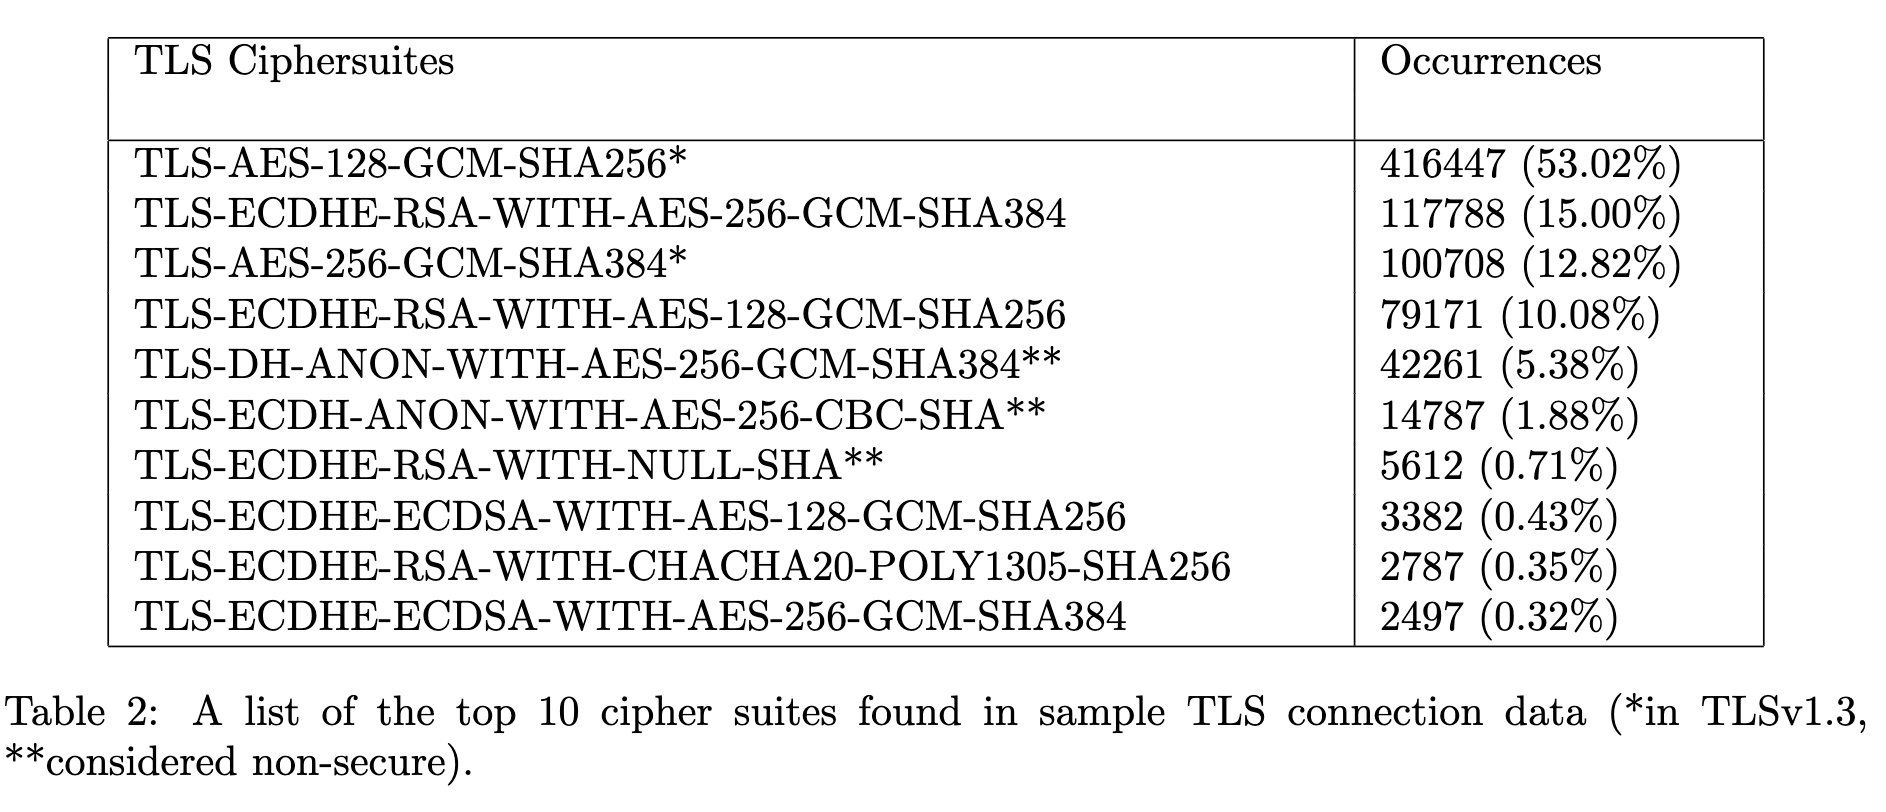 TLS Ciphersuites Occurrences
TLS-AES-128-GCM-SHA256* 416447 (53.02%)
TLS-ECDHE-RSA-WITH-AES-256-GCM-SHA384 117788 (15.00%)
TLS-AES-256-GCM-SHA384* 100708 (12.82%)
TLS-ECDHE-RSA-WITH-AES-128-GCM-SHA256 79171 (10.08%)
TLS-DH-ANON-WITH-AES-256-GCM-SHA384** 42261 (5.38%)
TLS-ECDH-ANON-WITH-AES-256-CBC-SHA** 14787 (1.88%)
TLS-ECDHE-RSA-WITH-NULL-SHA** 5612 (0.71%)
TLS-ECDHE-ECDSA-WITH-AES-128-GCM-SHA256 3382 (0.43%)
TLS-ECDHE-RSA-WITH-CHACHA20-POLY1305-SHA256 2787 (0.35%)
TLS-ECDHE-ECDSA-WITH-AES-256-GCM-SHA384 2497 (0.32%)
Table 2: A list of the top 10 cipher suites found in sample TLS connection data (*in TLSv1.3,
**considered non-secure).